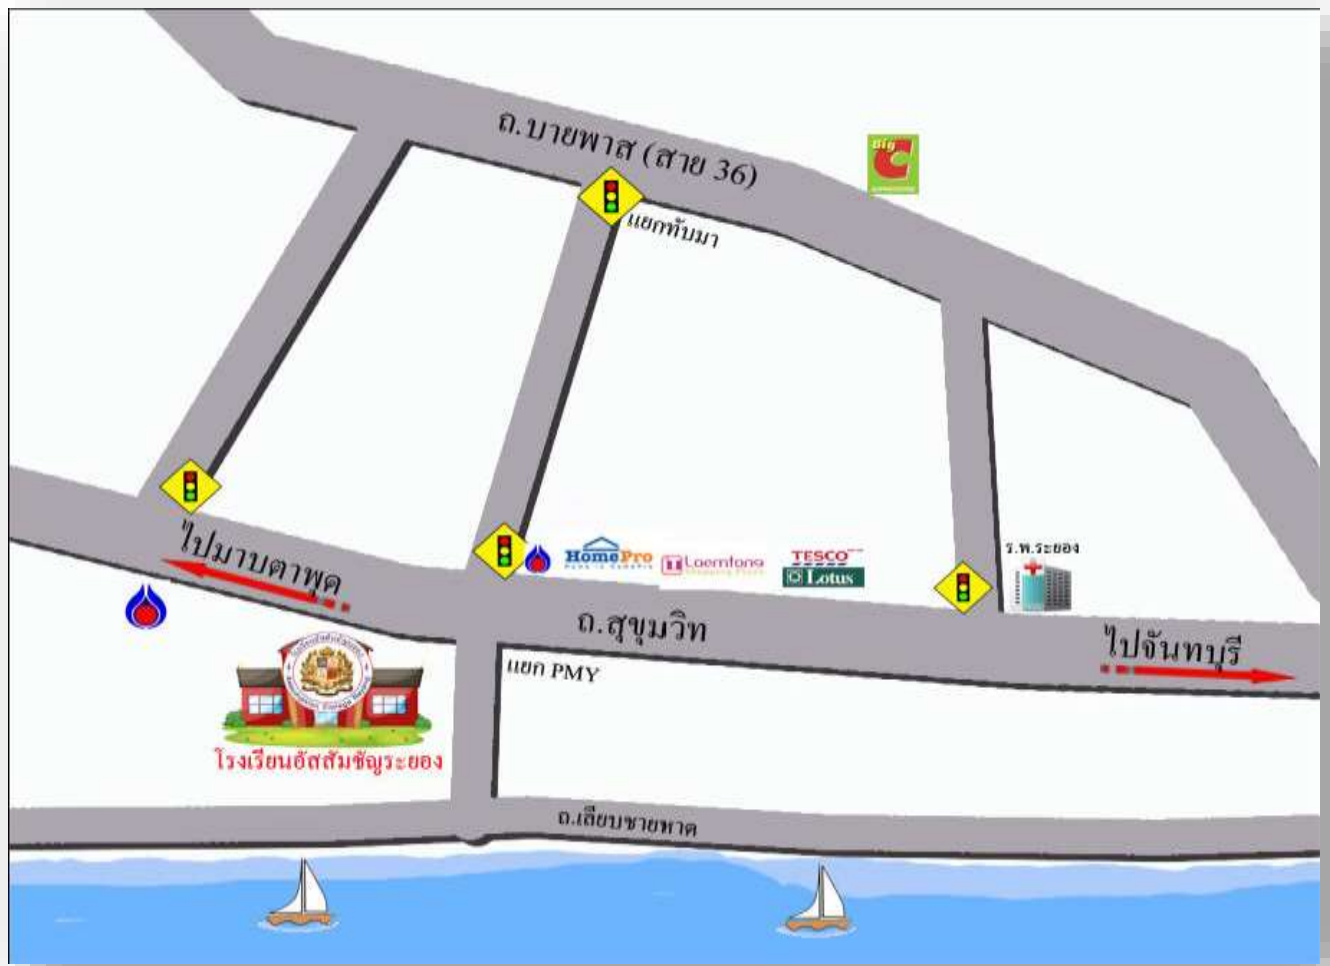 ถ.บายพาส (สาย 36)
Big
C
แยกทับมา
ไปมาบตาพุด
HomePro
Laemtong
TESCO
Lotus
ร.พ.ระยอง
ถ.สุขุมวิท
ไปจันทบุรี
แยก PMY
โรงเรียนอัสสัมชัญระยอง
ถ.เลียบชายหาด